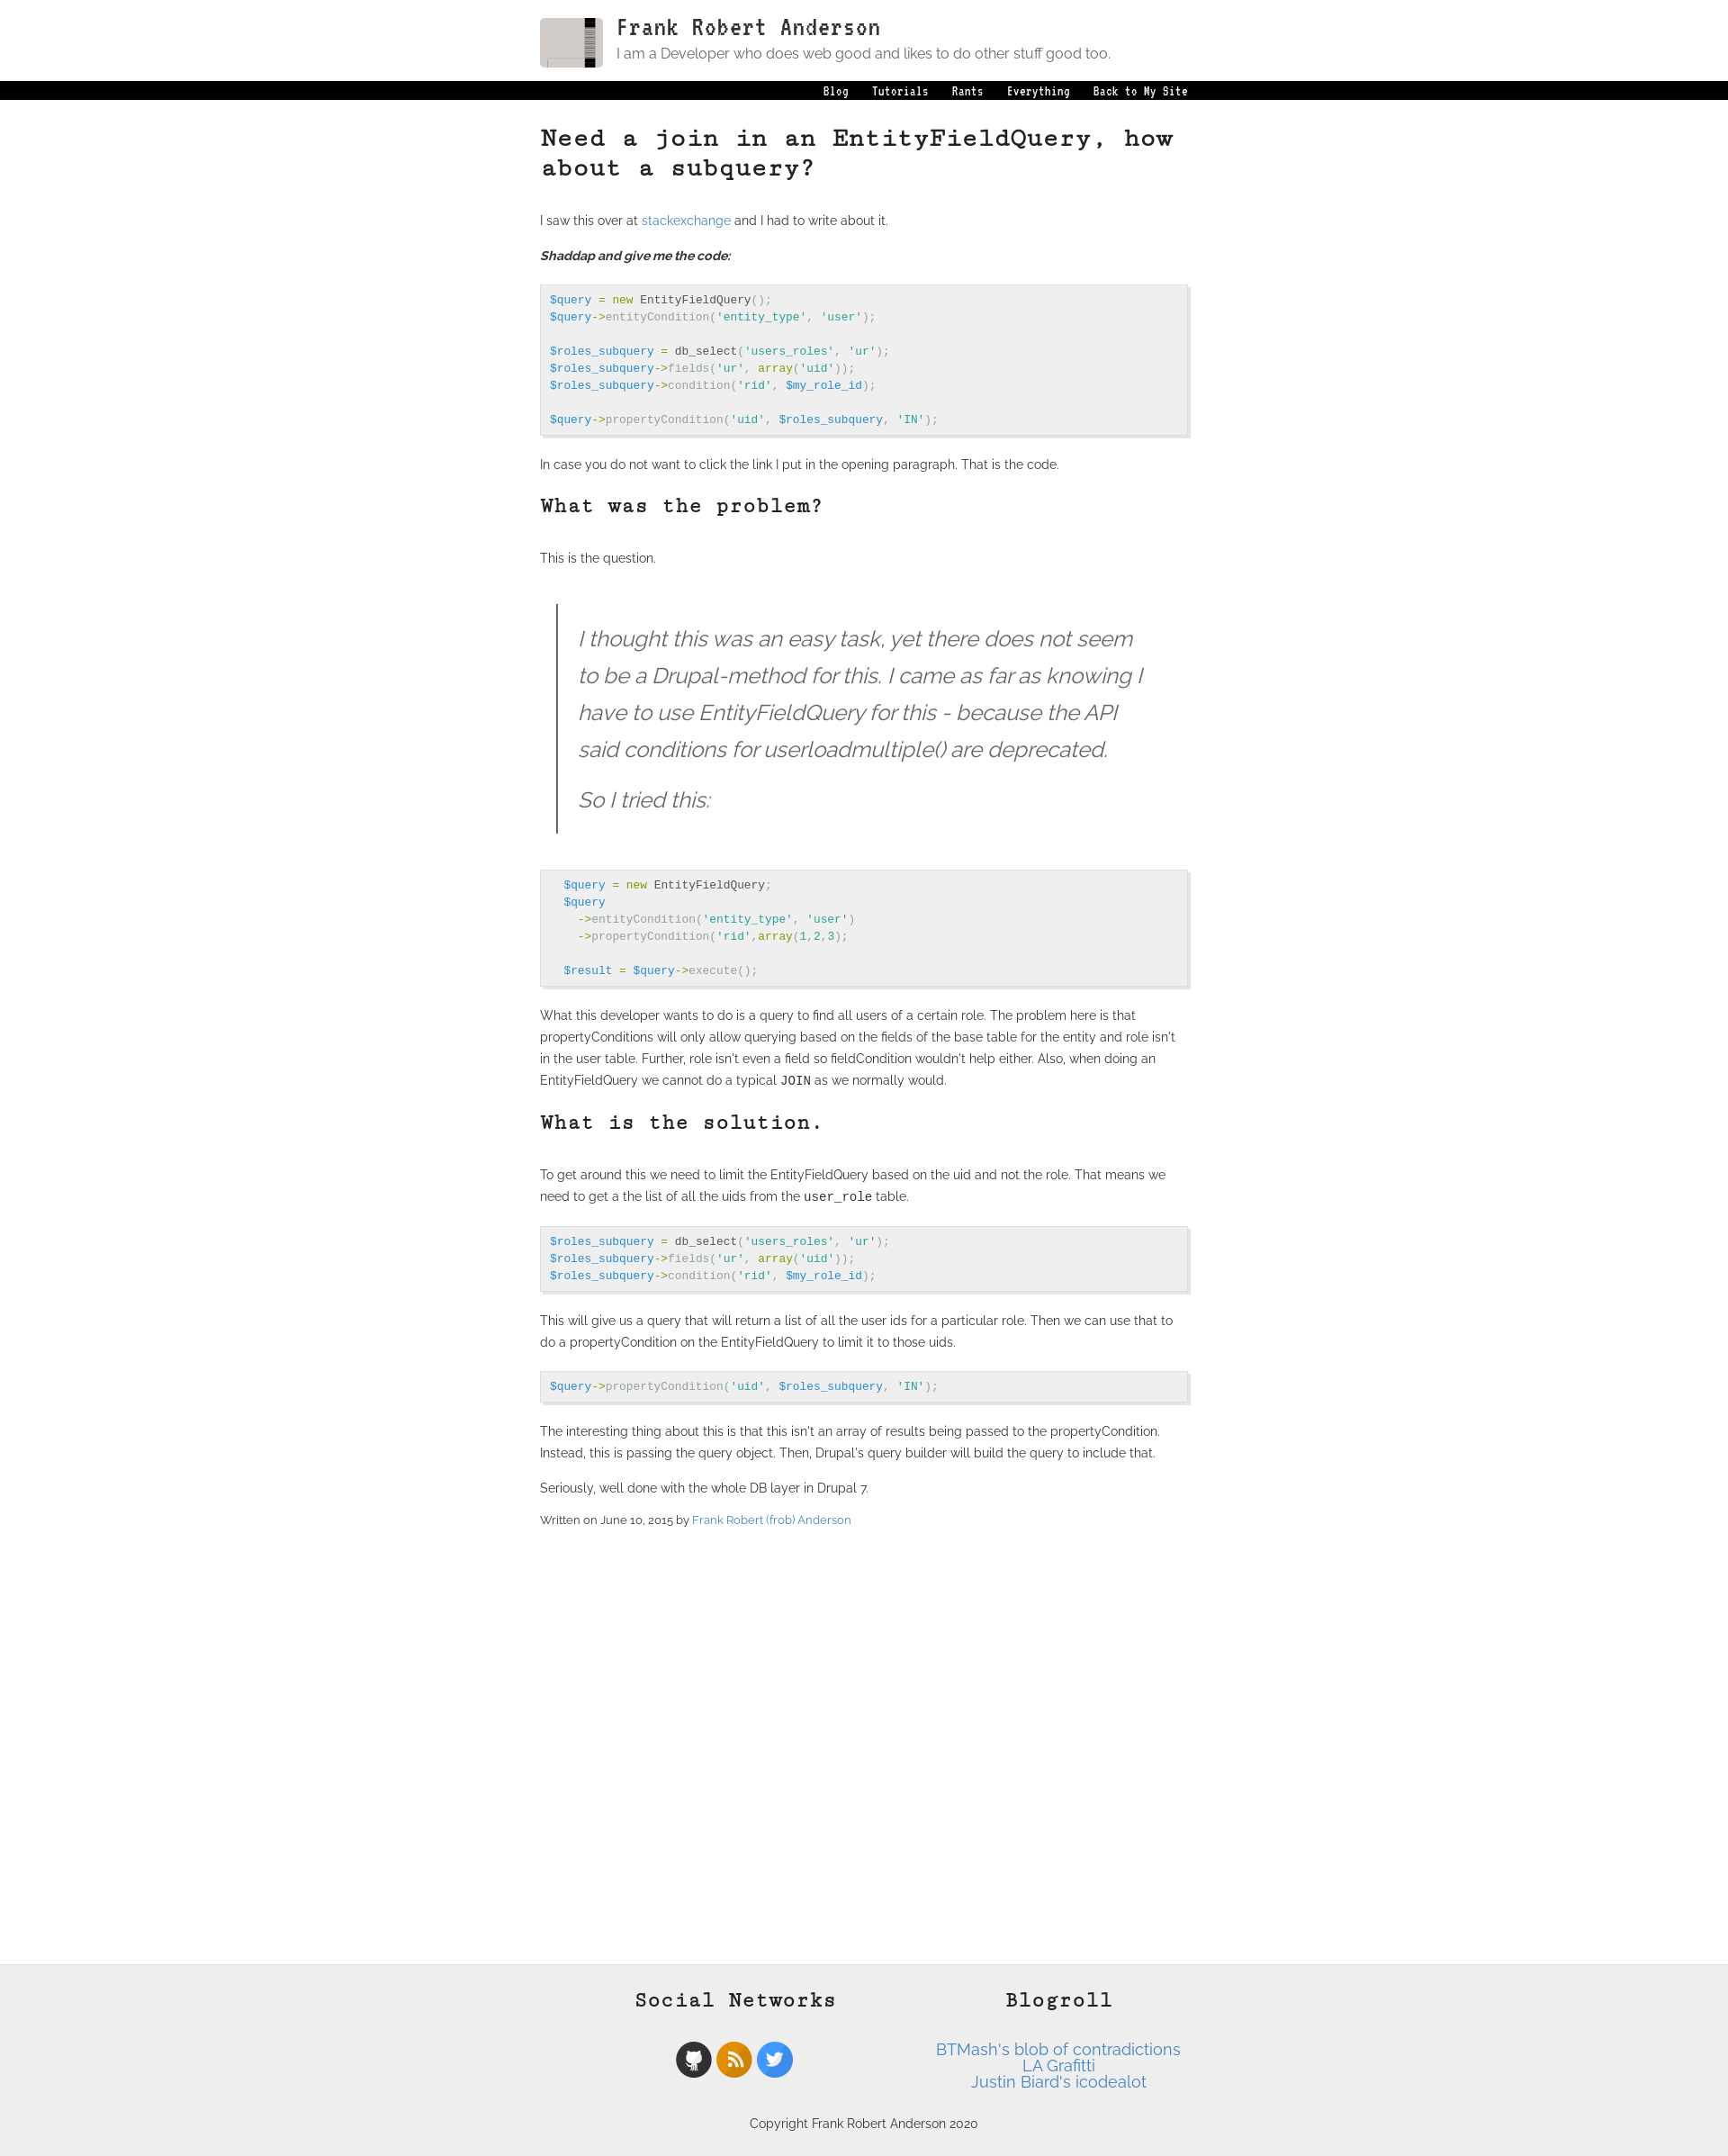 Frank Robert Anderson
I am a Developer who does web good and likes to do other stuff good too.
Blog Tutorials Rants Everything Back to My Site
Need a join in an EntityFieldQuery, how
about a subquery?
I saw this over at stackexchange and I had to write about it.
Shaddap and give me the code:
$query = new EntityFieldQuery();
$query->entityCondition('entity_type', 'user');
$roles_subquery = db_select('users_roles', 'ur');
$roles_subquery->fields('ur', array('uid'));
$roles_subquery->condition('rid', $my_role_id);
$query->propertyCondition('uid', $roles_subquery, 'IN');
In case you do not want to click the link I put in the opening paragraph. That is the code.
What was the problem?
This is the question.
I thought this was an easy task, yet there does not seem
to be a Drupal-method for this. I came as far as knowing I
have to use EntityFieldQuery for this - because the API
said conditions for userloadmultiple() are deprecated.
So I tried this:
$query = new EntityFieldQuery;
$query
->entityCondition('entity_type', 'user')
->propertyCondition('rid',array(1,2,3);
$result = $query->execute();
What this developer wants to do is a query to find all users of a certain role. The problem here is that
propertyConditions will only allow querying based on the fields of the base table for the entity and role isn't
in the user table. Further, role isn't even a field so fieldCondition wouldn't help either. Also, when doing an
EntityFieldQuery we cannot do a typical JOIN as we normally would.
What is the solution.
To get around this we need to limit the EntityFieldQuery based on the uid and not the role. That means we
need to get a the list of all the uids from the user_role table.
$roles_subquery = db_select('users_roles', 'ur');
$roles_subquery->fields('ur', array('uid'));
$roles_subquery->condition('rid', $my_role_id);
This will give us a query that will return a list of all the user ids for a particular role. Then we can use that to
do a propertyCondition on the EntityFieldQuery to limit it to those uids.
$query->propertyCondition('uid', $roles_subquery, 'IN');
The interesting thing about this is that this isn't an array of results being passed to the propertyCondition.
Instead, this is passing the query object. Then, Drupal's query builder will build the query to include that.
Seriously, well done with the whole DB layer in Drupal 7.
Written on June 10, 2015 by Frank Robert (frob) Anderson
Social Networks
Blogroll
BTMash's blob of contradictions
LA Grafitti
Justin Biard's icodealot
Copyright Frank Robert Anderson 2020